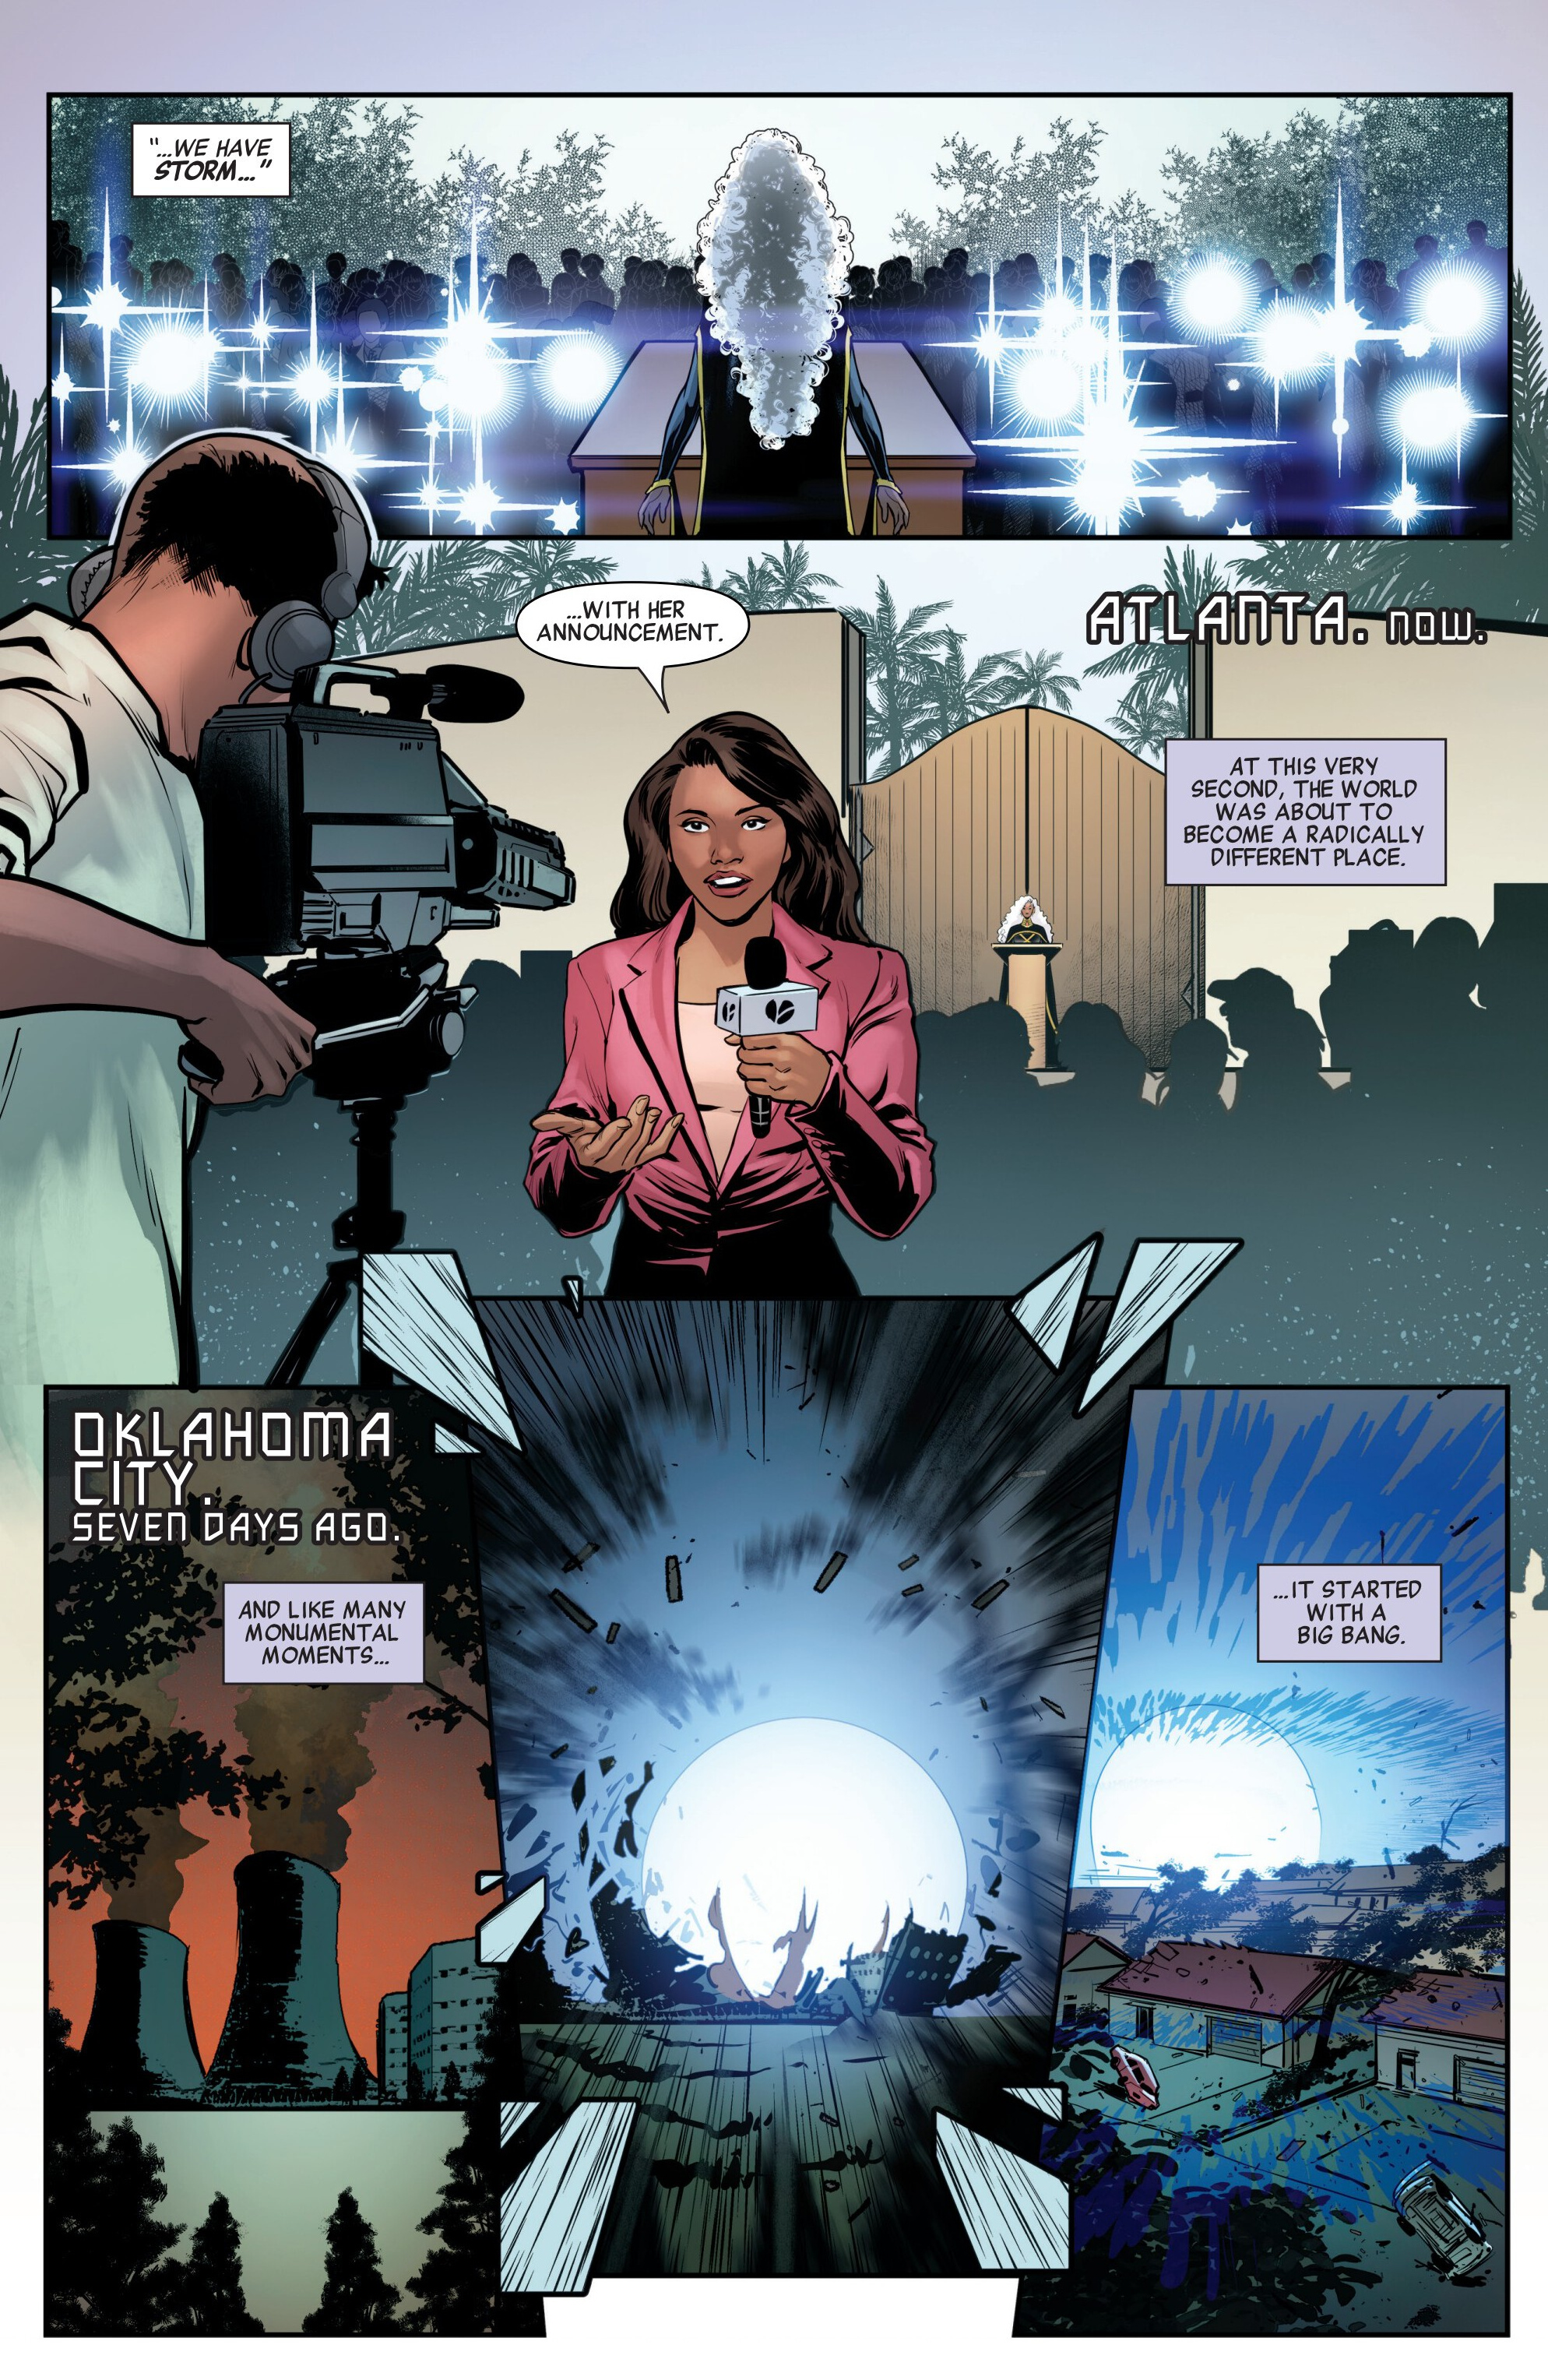 "...WE HAVE
STORM..."
...WITH HER
ANNOUNCEMENT.
ATLANTA. NOW.
AT THIS VERY
SECOND, THE WORLD
WAS ABOUT TO
BECOME A RADICALLY
DIFFERENT PLACE.
OKLAHOMA
CITY.
SEVEN DAYS AGO.
AND LIKE MANY
MONUMENTAL
MOMENTS...
...IT STARTED
WITH A
BIG BANG.